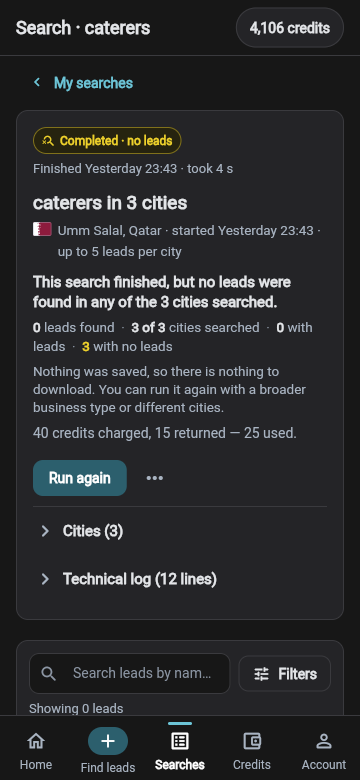 Search · caterers
4,106 credits
My searches
Completed · no leads
Finished Yesterday 23:43 · took 4 s
caterers in 3 cities
Umm Salal, Qatar · started Yesterday 23:43 ·
up to 5 leads per city
This search finished, but no leads were
found in any of the 3 cities searched.
0 leads found · 3 of 3 cities searched · 0 with
leads · 3 with no leads
Nothing was saved, so there is nothing to
download. You can run it again with a broader
business type or different cities.
40 credits charged, 15 returned — 25 used.
Run again
Cities (3)
Technical log (12 lines)
Search leads by nam…
Filters
Showing 0 leads
Home
Find leads
Searches
Credits
Account